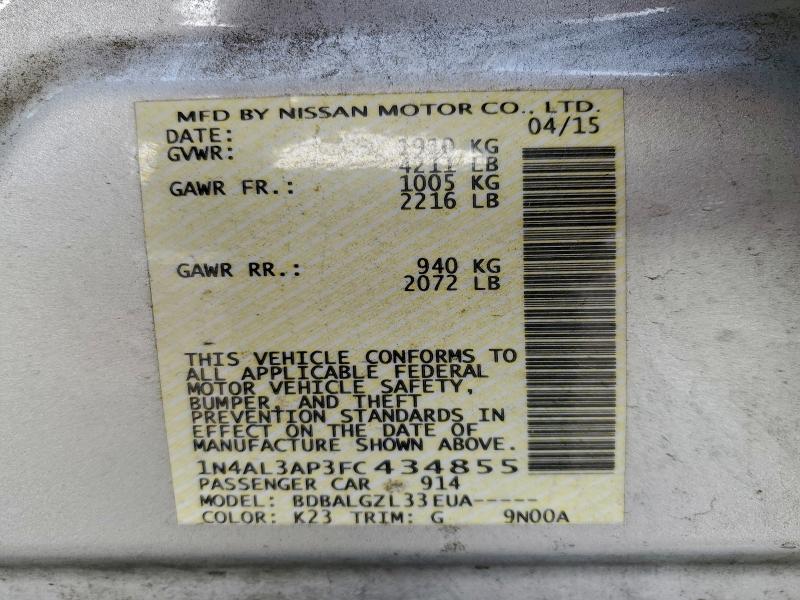 MFD BY NISSAN MOTOR CO., LTD.
DATE: 04/15
GVWR: 1910 KG
4211 LB
GAWR FR.: 1005 KG
2216 LB
GAWR RR.: 940 KG
2072 LB
THIS VEHICLE CONFORMS TO
ALL APPLICABLE FEDERAL
MOTOR VEHICLE SAFETY,
BUMPER, AND THEFT
PREVENTION STANDARDS IN
EFFECT ON THE DATE OF
MANUFACTURE SHOWN ABOVE.
1N4AL3AP3FC434855
PASSENGER CAR 914
MODEL: BDBALGZL33EUA-----
COLOR: K23 TRIM: G 9N00A